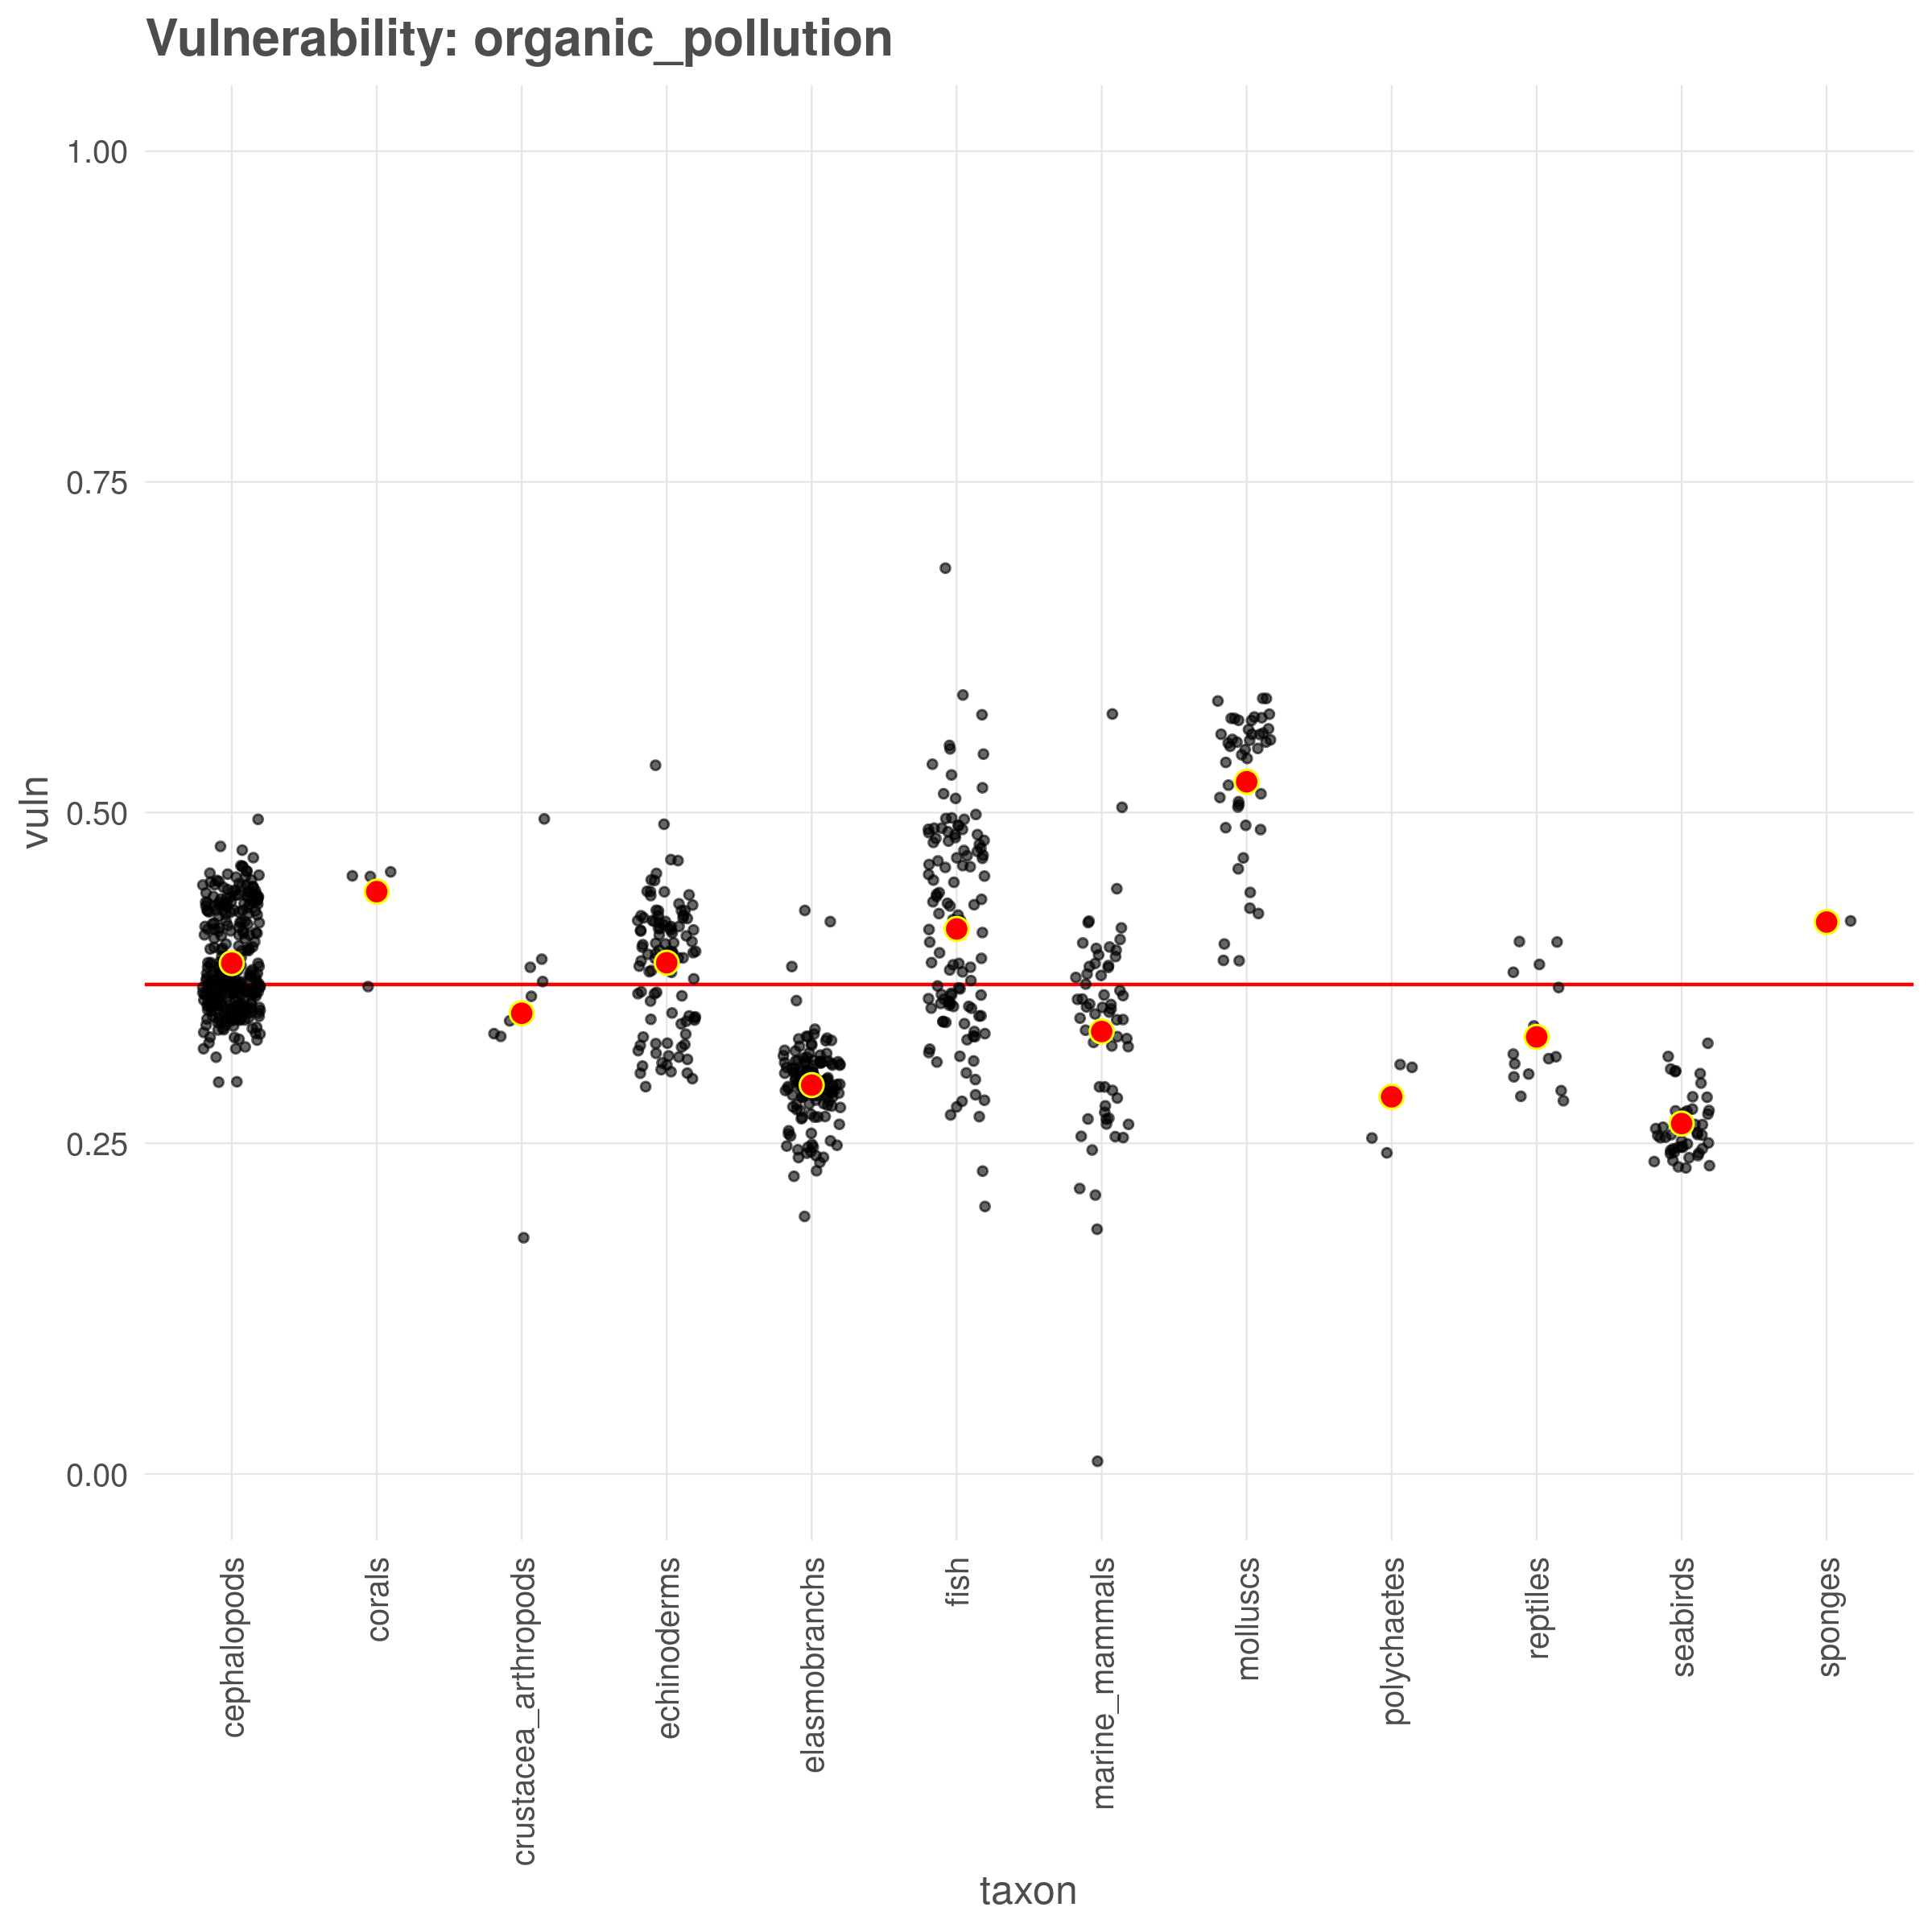 Vulnerability: organic_pollution
1.00
0.75
0.50
0.25
0.00
vuln
cephalopods
corals
crustacea_arthropods
echinoderms
elasmobranchs
fish
marine_mammals
molluscs
polychaetes
reptiles
seabirds
sponges
taxon